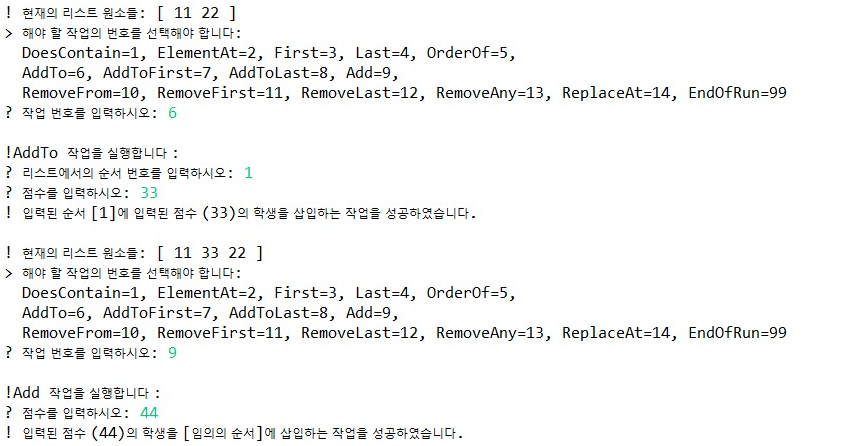 ! 현재의 리스트 원소들: [ 11 22 ]
> 해야 할 작업의 번호를 선택해야 합니다:
DoesContain=1, ElementAt=2, First=3, Last=4, OrderOf=5,
AddTo=6, AddToFirst=7, AddToLast=8, Add=9,
RemoveFrom=10, RemoveFirst=11, RemoveLast=12, RemoveAny=13, ReplaceAt=14, EndOfRun=99
? 작업 번호를 입력하시오: 6
!AddTo 작업을 실행합니다 :
? 리스트에서의 순서 번호를 입력하시오: 1
? 점수를 입력하시오: 33
! 입력된 순서 [1]에 입력된 점수 (33)의 학생을 삽입하는 작업을 성공하였습니다.
! 현재의 리스트 원소들: [ 11 33 22 ]
> 해야 할 작업의 번호를 선택해야 합니다:
DoesContain=1, ElementAt=2, First=3, Last=4, OrderOf=5,
AddTo=6, AddToFirst=7, AddToLast=8, Add=9,
RemoveFrom=10, RemoveFirst=11, RemoveLast=12, RemoveAny=13, ReplaceAt=14, EndOfRun=99
? 작업 번호를 입력하시오: 9
!Add 작업을 실행합니다 :
? 점수를 입력하시오: 44
! 입력된 점수 (44)의 학생을 [임의의 순서]에 삽입하는 작업을 성공하였습니다.